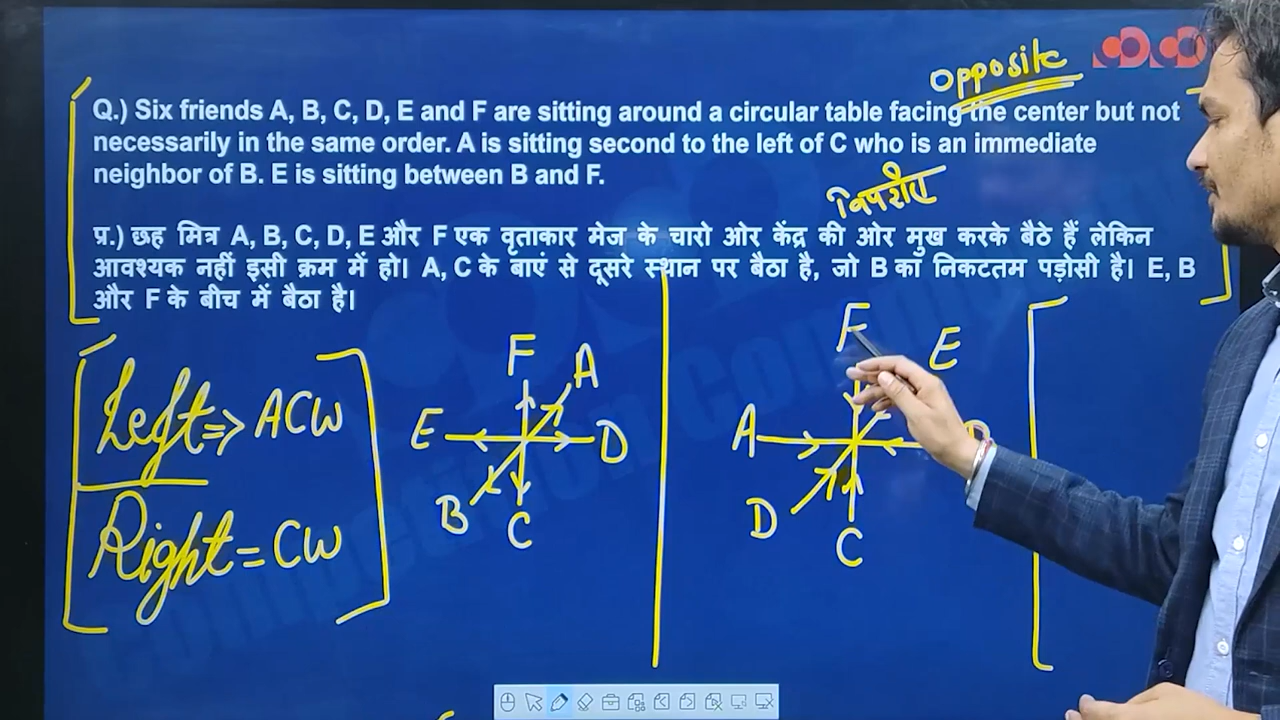 Opposite
Q.) Six friends A, B, C, D, E and F are sitting around a circular table facing the center but not
necessarily in the same order. A is sitting second to the left of C who is an immediate
neighbor of B. E is sitting between B and F.
विपरीत
प्र.) छह मित्र A, B, C, D, E और F एक वृताकार मेज के चारो ओर केंद्र की ओर मुख करके बैठे हैं लेकिन
आवश्यक नहीं इसी क्रम में हो। A, C के बाएं से दूसरे स्थान पर बैठा है, जो B का निकटतम पड़ोसी है। E, B
और F के बीच में बैठा है।
Left => ACW
Right = CW
F
A
E
D
B
C
F
E
A
D
C